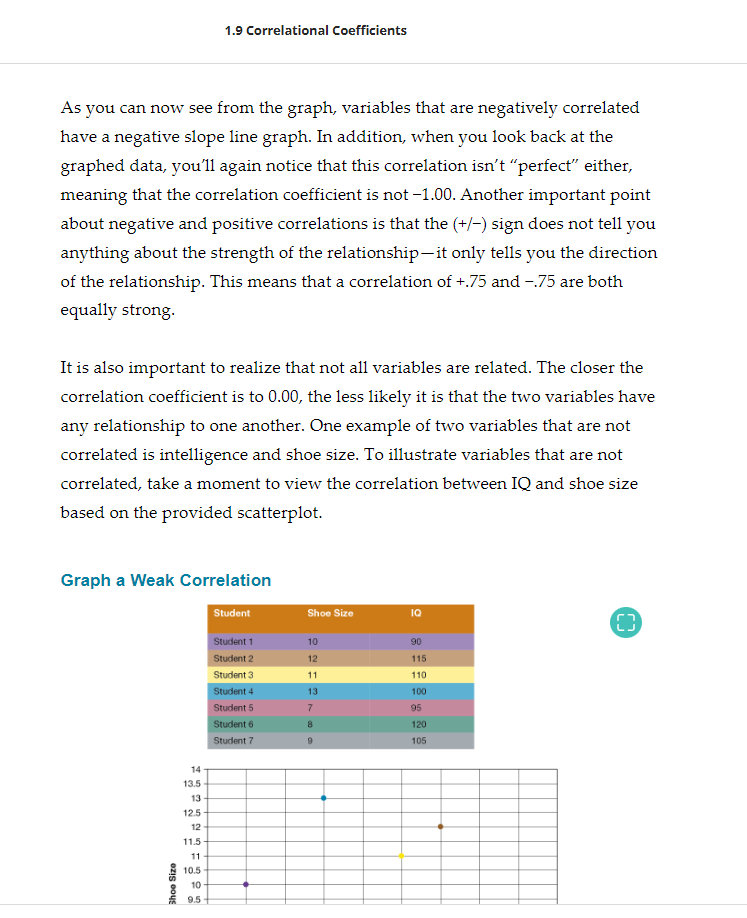 1.9 Correlational Coefficients
As you can now see from the graph, variables that are negatively correlated
have a negative slope line graph. In addition, when you look back at the
graphed data, you’ll again notice that this correlation isn’t “perfect” either,
meaning that the correlation coefficient is not −1.00. Another important point
about negative and positive correlations is that the (+/−) sign does not tell you
anything about the strength of the relationship—it only tells you the direction
of the relationship. This means that a correlation of +.75 and −.75 are both
equally strong.
It is also important to realize that not all variables are related. The closer the
correlation coefficient is to 0.00, the less likely it is that the two variables have
any relationship to one another. One example of two variables that are not
correlated is intelligence and shoe size. To illustrate variables that are not
correlated, take a moment to view the correlation between IQ and shoe size
based on the provided scatterplot.
Graph a Weak Correlation
Student Shoe Size IQ
Student 1 10 90
Student 2 12 115
Student 3 11 110
Student 4 13 100
Student 5 7 95
Student 6 8 120
Student 7 9 105
14
13.5
13
12.5
12
11.5
11
10.5
10
9.5
Shoe Size